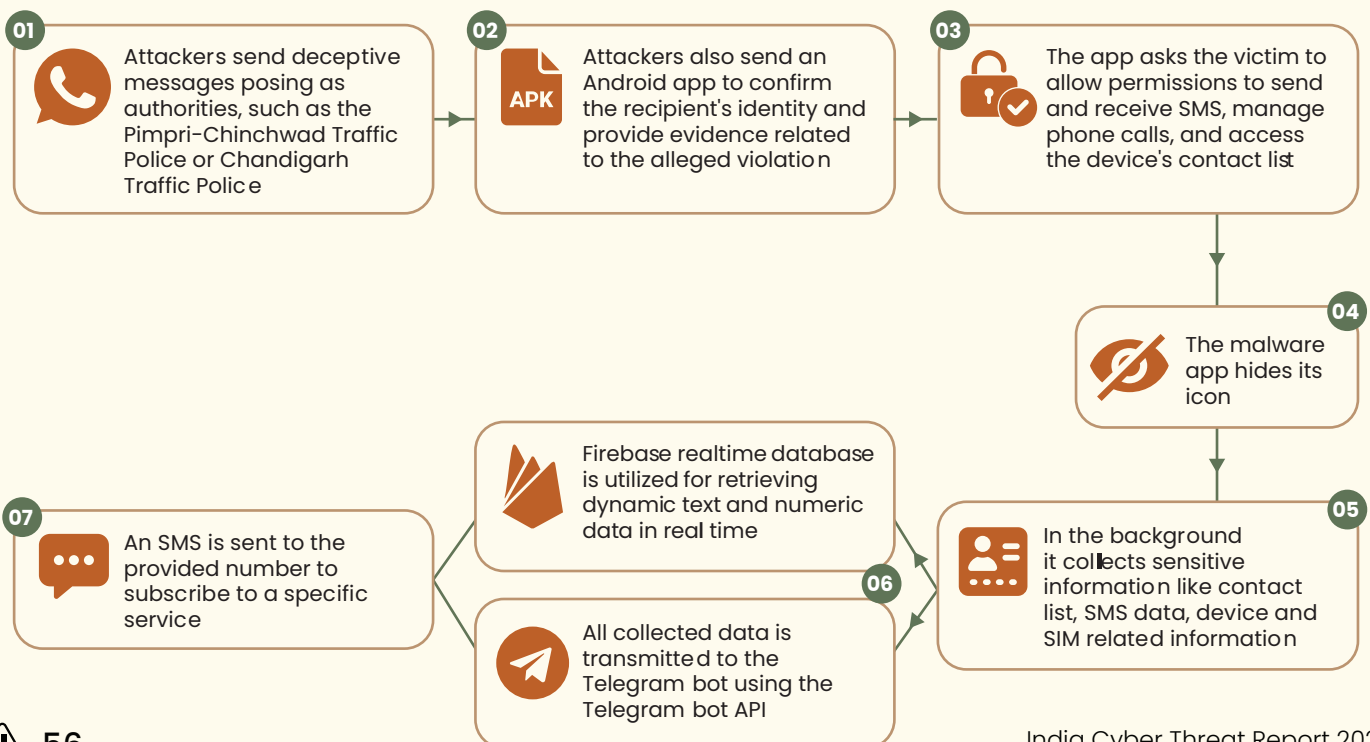 01
Attackers send deceptive
messages posing as
authorities, such as the
Pimpri-Chinchwad Traffic
Police or Chandigarh
Traffic Police
02
APK
Attackers also send an
Android app to confirm
the recipient's identity and
provide evidence related
to the alleged violation
03
The app asks the victim to
allow permissions to send
and receive SMS, manage
phone calls, and access
the device's contact list
04
The malware
app hides its
icon
05
In the background
it collects sensitive
information like contact
list, SMS data, device and
SIM related information
06
Firebase realtime database
is utilized for retrieving
dynamic text and numeric
data in real time
All collected data is
transmitted to the
Telegram bot using the
Telegram bot API
07
An SMS is sent to the
provided number to
subscribe to a specific
service
56
India Cyber Threat Report